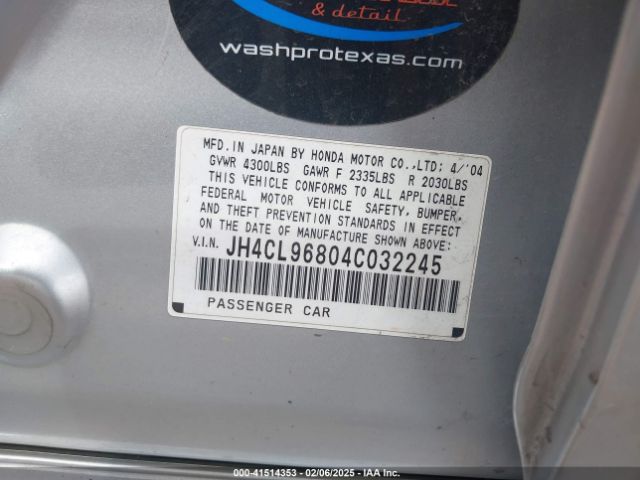 & detail
washprotexas.com
MFD. IN JAPAN BY HONDA MOTOR CO.,LTD; 4/'04
GVWR 4300LBS GAWR F 2335LBS R 2030LBS
THIS VEHICLE CONFORMS TO ALL APPLICABLE
FEDERAL MOTOR VEHICLE SAFETY, BUMPER,
AND THEFT PREVENTION STANDARDS IN EFFECT
ON THE DATE OF MANUFACTURE SHOWN ABOVE:
V.I.N. JH4CL96804C032245
PASSENGER CAR
00-41514353 - 02/06/2025 - IAA Inc.